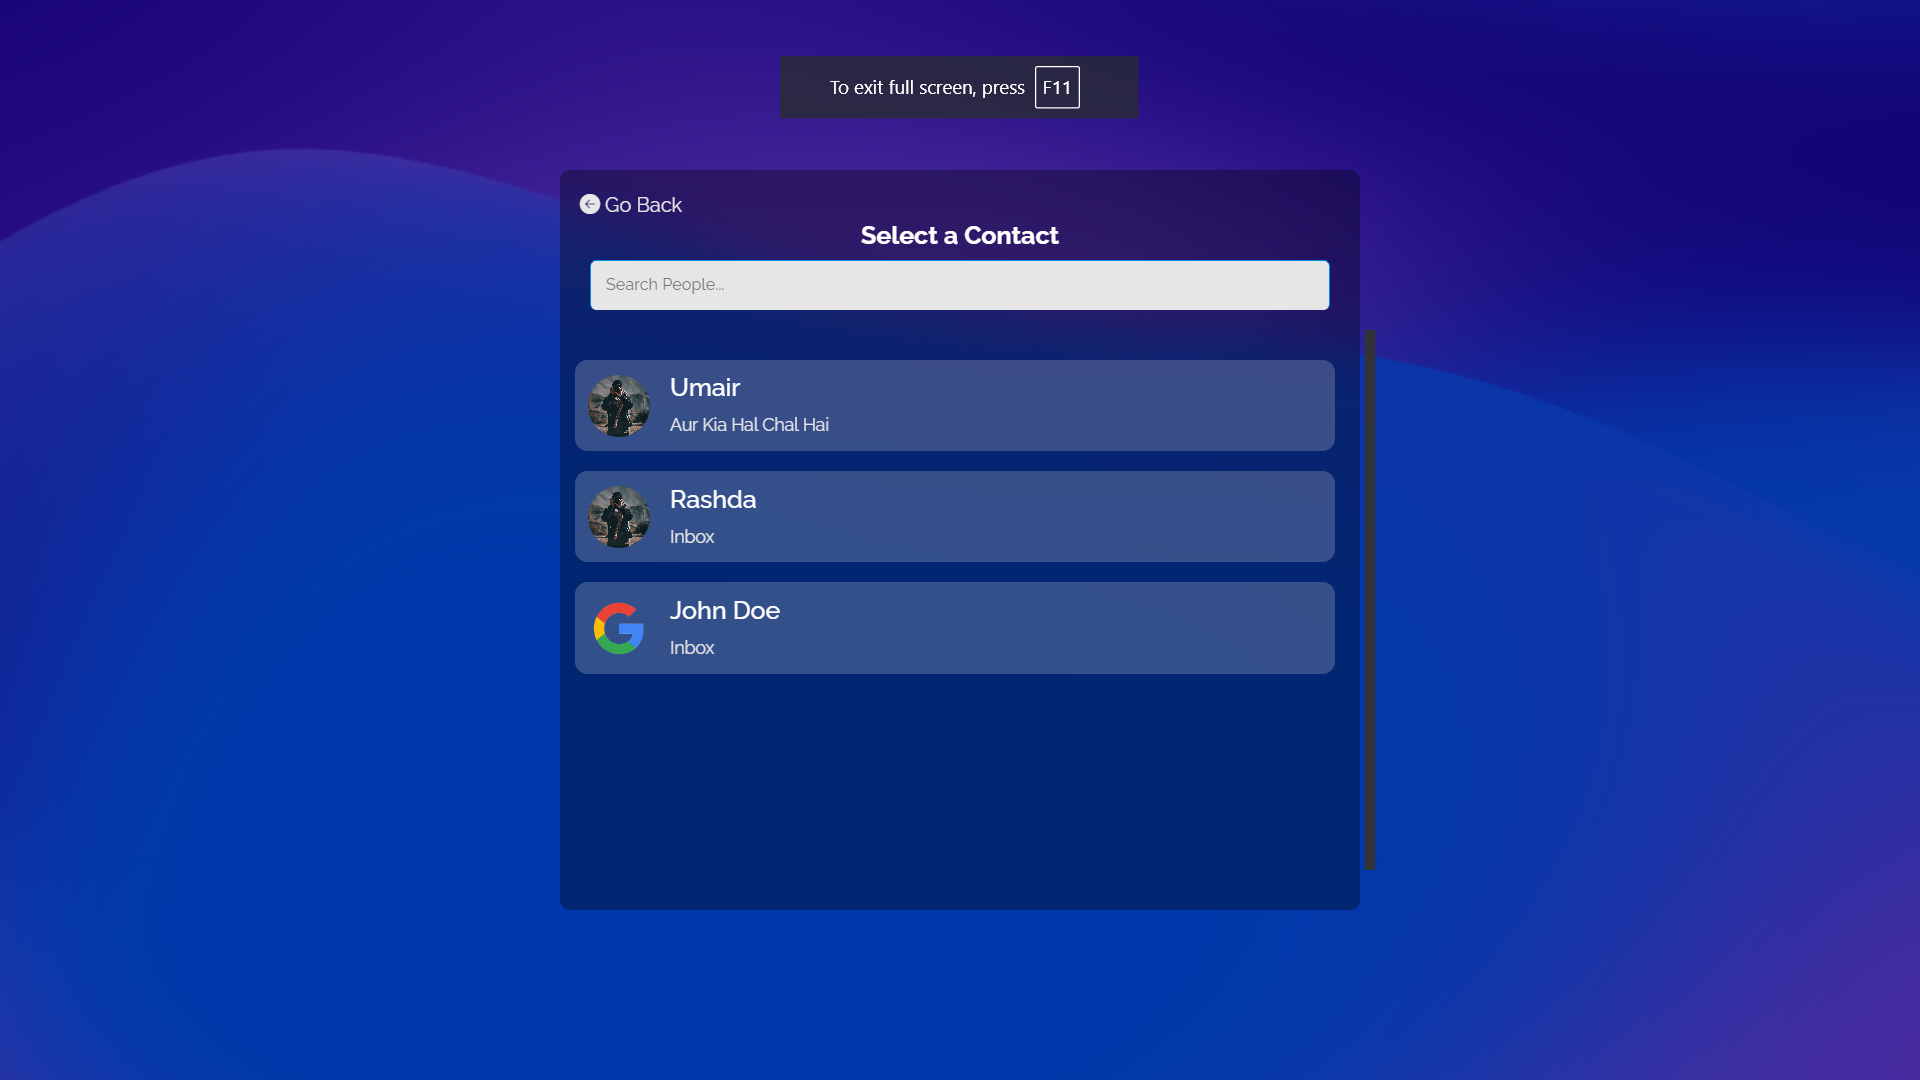 To exit full screen, press F11
Go Back
Select a Contact
Search People...
Umair
Aur Kia Hal Chal Hai
Rashda
Inbox
John Doe
Inbox